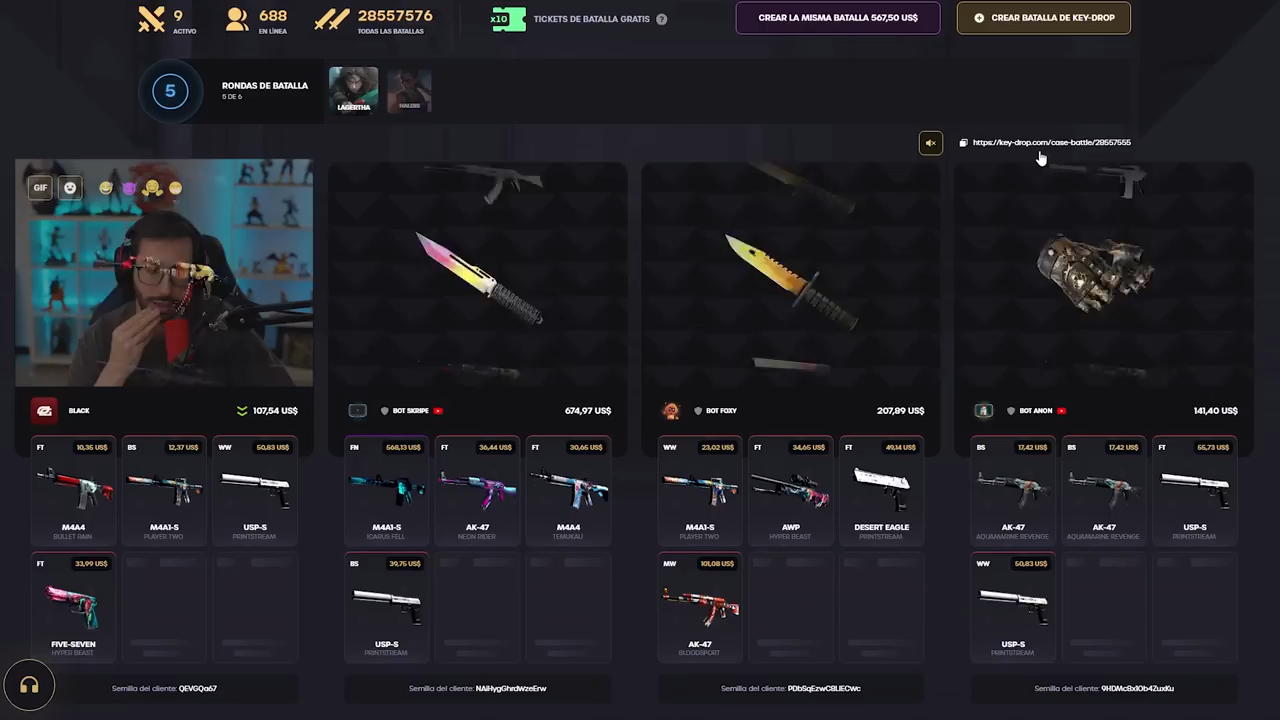 9
ACTIVO
688
EN LÍNEA
28557576
TODAS LAS BATALLAS
x10
TICKETS DE BATALLA GRATIS
?
CREAR LA MISMA BATALLA 567,50 US$
CREAR BATALLA DE KEY-DROP
5
RONDAS DE BATALLA
5 DE 6
LAGERTHA
https://key-drop.com/case-battle/28557555
GIF
BLACK
107,54 US$
BOT SKRIPE
674,97 US$
BOT FOXY
207,89 US$
BOT ANON
141,40 US$
FT
10,35 US$
M4A4
BULLET RAIN
BS
12,37 US$
M4A1-S
PLAYER TWO
WW
50,83 US$
USP-S
PRINTSTREAM
FN
568,13 US$
M4A1-S
ICARUS FELL
FT
36,44 US$
AK-47
NEON RIDER
FT
30,65 US$
M4A4
TEMUKAU
WW
23,02 US$
M4A1-S
PLAYER TWO
FT
34,65 US$
AWP
HYPER BEAST
FT
49,14 US$
DESERT EAGLE
PRINTSTREAM
BS
17,42 US$
AK-47
AQUAMARINE REVENGE
BS
17,42 US$
AK-47
AQUAMARINE REVENGE
FT
55,73 US$
USP-S
PRINTSTREAM
FT
33,99 US$
FIVE-SEVEN
HYPER BEAST
BS
39,75 US$
USP-S
PRINTSTREAM
MW
101,08 US$
AK-47
BLOODSPORT
WW
50,83 US$
USP-S
PRINTSTREAM
Semilla del cliente: QEVGQa67
Semilla del cliente: NAiHygGhrdWzeErw
Semilla del cliente: PDbSqEzwC8LlECWc
Semilla del cliente: 9HDMc8x1Ob4ZuxKu